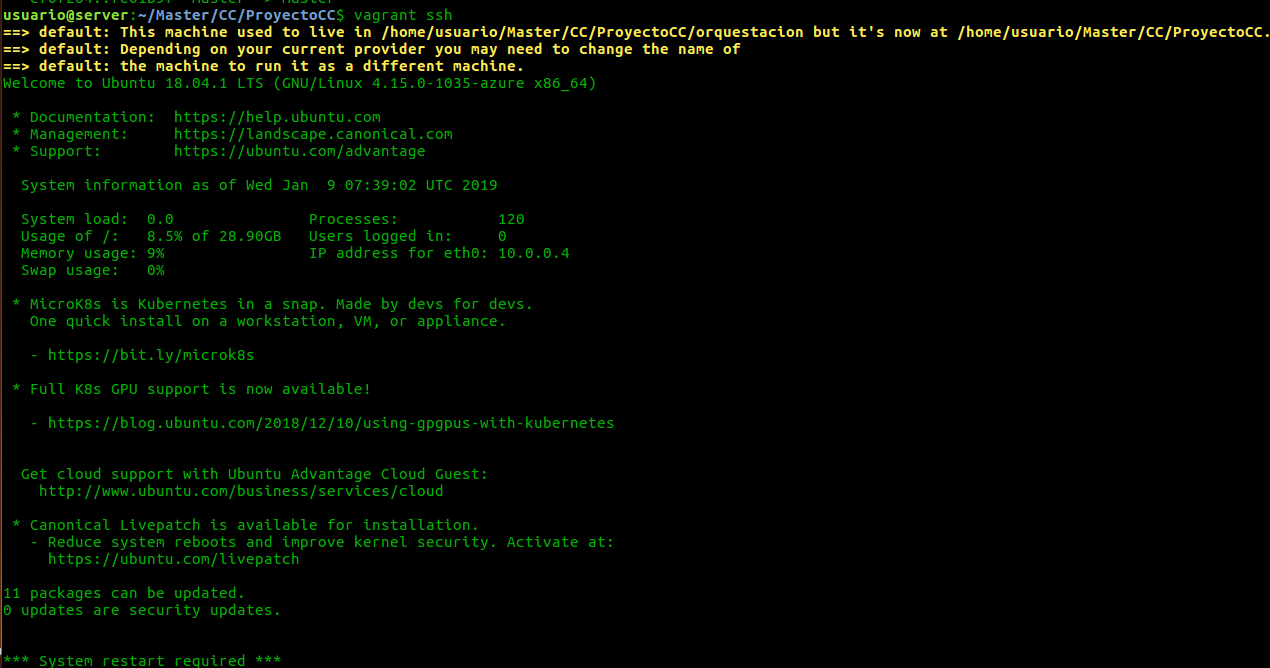 usuario@server:~/Master/CC/ProyectoCC$ vagrant ssh
==> default: This machine used to live in /home/usuario/Master/CC/ProyectoCC/orquestacion but it's now at /home/usuario/Master/CC/ProyectoCC.
==> default: Depending on your current provider you may need to change the name of
==> default: the machine to run it as a different machine.
Welcome to Ubuntu 18.04.1 LTS (GNU/Linux 4.15.0-1035-azure x86_64)
* Documentation:  https://help.ubuntu.com
* Management:     https://landscape.canonical.com
* Support:        https://ubuntu.com/advantage
System information as of Wed Jan  9 07:39:02 UTC 2019
System load:  0.0               Processes:           120
Usage of /:   8.5% of 28.90GB   Users logged in:     0
Memory usage: 9%                IP address for eth0: 10.0.0.4
Swap usage:   0%
* MicroK8s is Kubernetes in a snap. Made by devs for devs.
One quick install on a workstation, VM, or appliance.
- https://bit.ly/microk8s
* Full K8s GPU support is now available!
- https://blog.ubuntu.com/2018/12/10/using-gpgpus-with-kubernetes
Get cloud support with Ubuntu Advantage Cloud Guest:
http://www.ubuntu.com/business/services/cloud
* Canonical Livepatch is available for installation.
- Reduce system reboots and improve kernel security. Activate at:
https://ubuntu.com/livepatch
11 packages can be updated.
0 updates are security updates.
*** System restart required ***